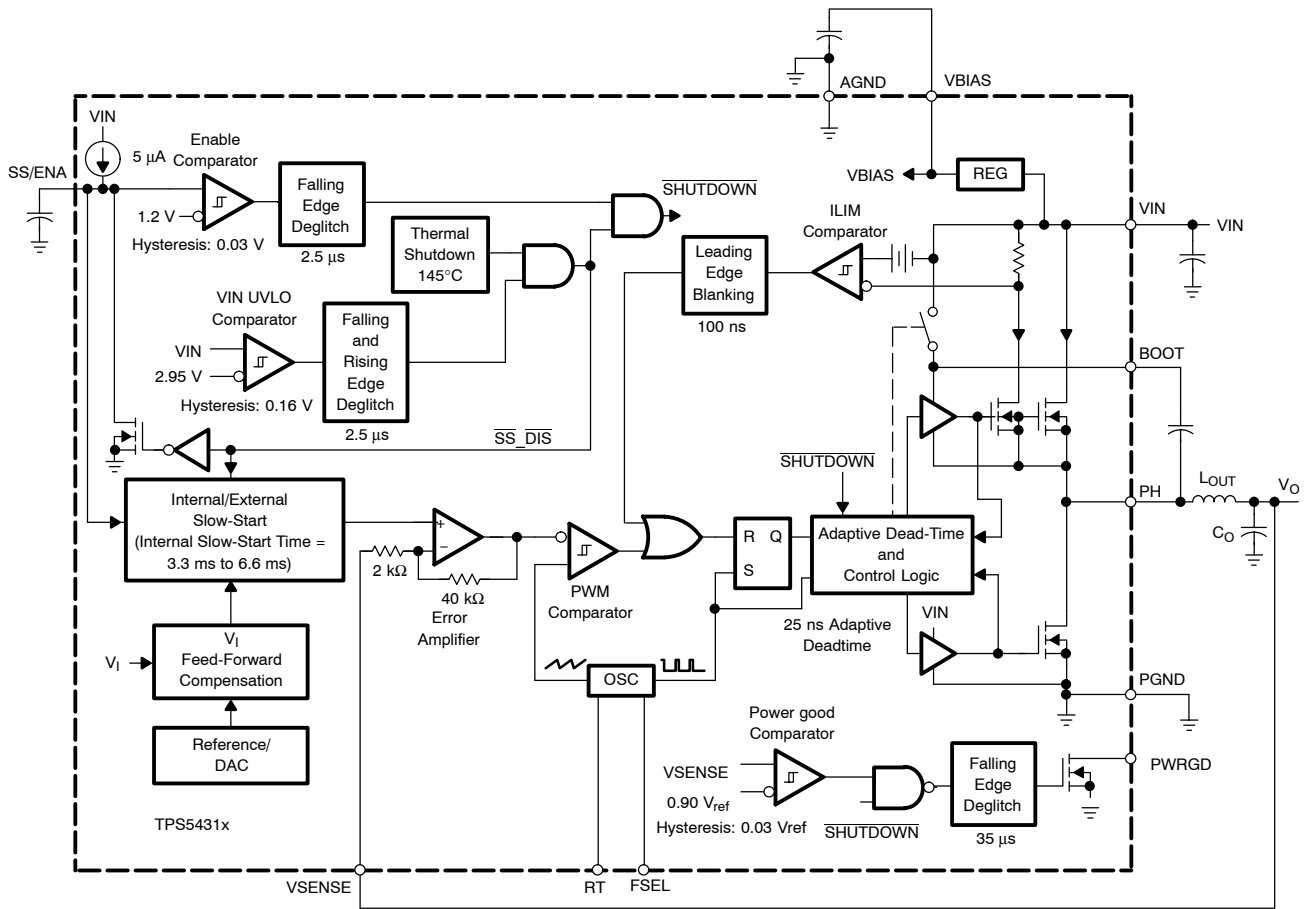 AGND
VBIAS
VIN
5 μA
Enable
Comparator
SS/ENA
1.2 V
Hysteresis: 0.03 V
Falling
Edge
Deglitch
2.5 μs
SHUTDOWN
VBIAS
REG
Thermal
Shutdown
145°C
Leading
Edge
Blanking
100 ns
ILIM
Comparator
VIN
VIN
VIN UVLO
Comparator
VIN
2.95 V
Hysteresis: 0.16 V
Falling
and
Rising
Edge
Deglitch
2.5 μs
BOOT
SS_DIS
SHUTDOWN
PH
LOUT
VO
CO
Internal/External
Slow-Start
(Internal Slow-Start Time =
3.3 ms to 6.6 ms)
+
−
2 kΩ
40 kΩ
Error
Amplifier
PWM
Comparator
R Q
S
Adaptive Dead-Time
and
Control Logic
25 ns Adaptive
Deadtime
VIN
VI
VI
Feed-Forward
Compensation
OSC
PGND
Reference/
DAC
Power good
Comparator
VSENSE
0.90 Vref
Hysteresis: 0.03 Vref
SHUTDOWN
Falling
Edge
Deglitch
35 μs
PWRGD
TPS5431x
VSENSE
RT
FSEL